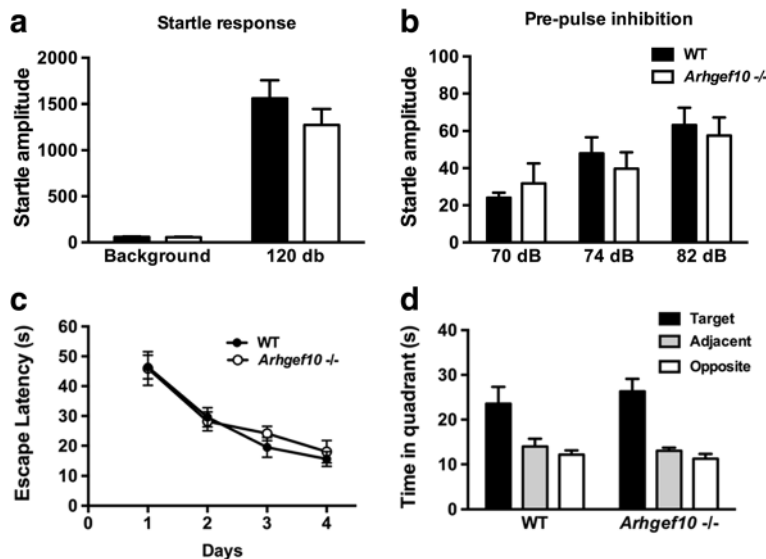 a
Startle response
Startle amplitude
2000
1500
1000
500
0
Background
120 db
b
Pre-pulse inhibition
WT
Arhgef10 -/-
Startle amplitude
100
80
60
40
20
0
70 dB
74 dB
82 dB
c
Escape Latency (s)
60
50
40
30
20
10
0
WT
Arhgef10 -/-
0
1
2
3
4
Days
d
Target
Adjacent
Opposite
Time in quadrant (s)
40
30
20
10
0
WT
Arhgef10 -/-